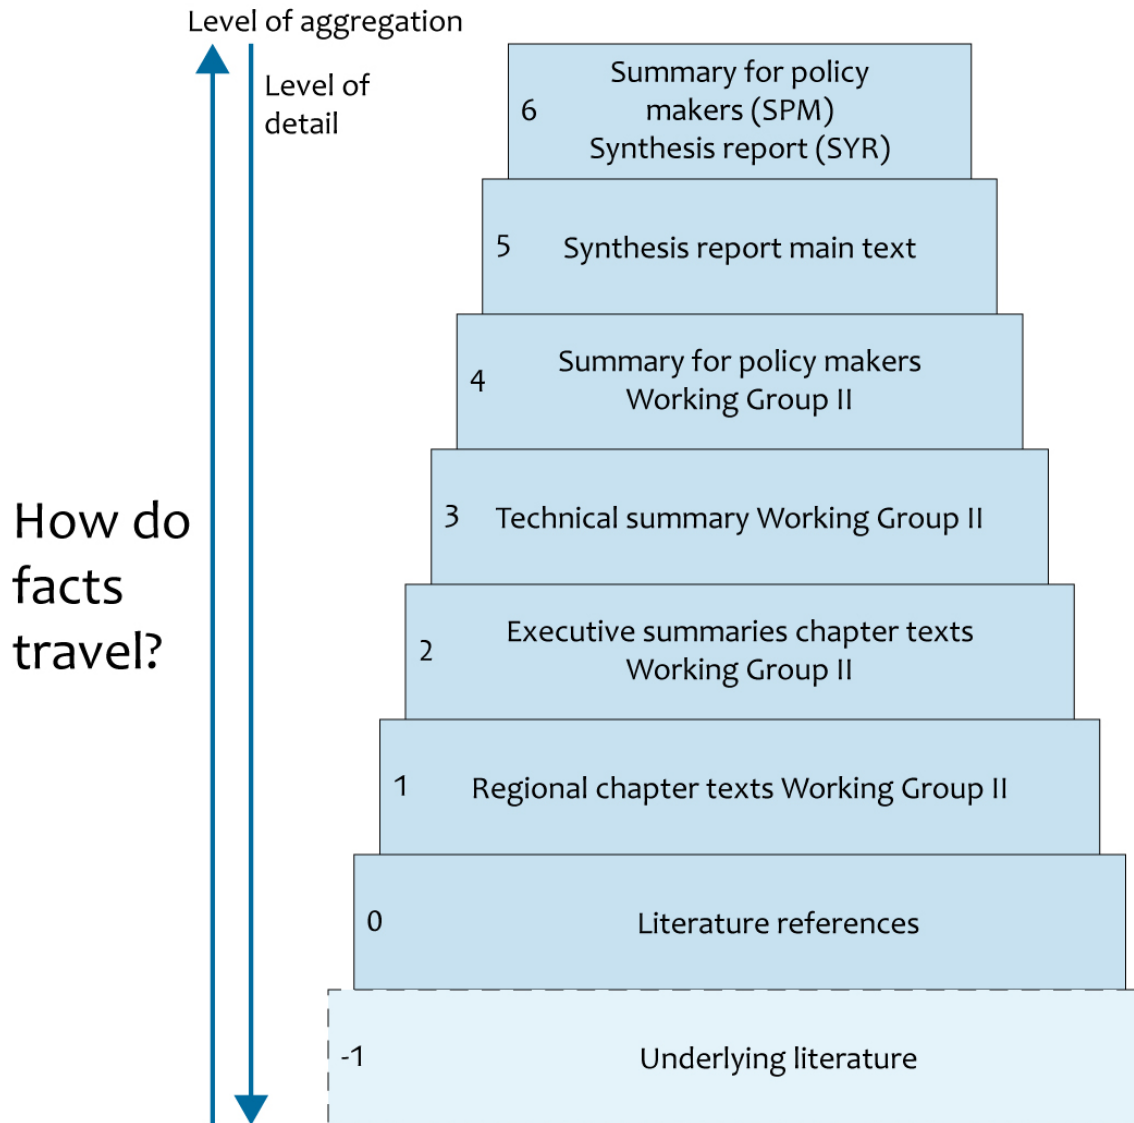 Level of aggregation
Level of
detail
How do
facts
travel?
6
Summary for policy
makers (SPM)
Synthesis report (SYR)
5
Synthesis report main text
4
Summary for policy makers
Working Group II
3
Technical summary Working Group II
2
Executive summaries chapter texts
Working Group II
1
Regional chapter texts Working Group II
0
Literature references
-1
Underlying literature